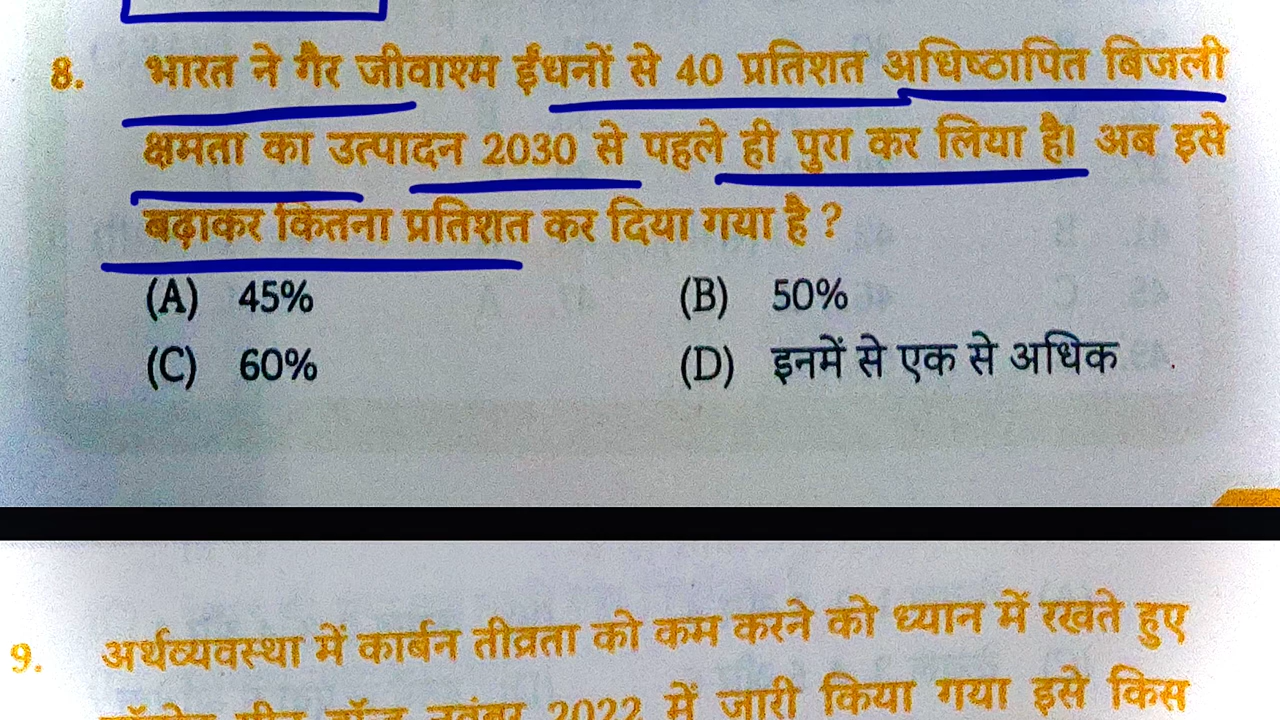 8. भारत ने गैर जीवाश्म ईंधनों से 40 प्रतिशत अधिष्ठापित बिजली
क्षमता का उत्पादन 2030 से पहले ही पुरा कर लिया है। अब इसे
बढ़ाकर कितना प्रतिशत कर दिया गया है ?
(A) 45% (B) 50%
(C) 60% (D) इनमें से एक से अधिक
9. अर्थव्यवस्था में कार्बन तीव्रता को कम करने को ध्यान में रखते हुए
नवंबर 2022 में जारी किया गया इसे किस